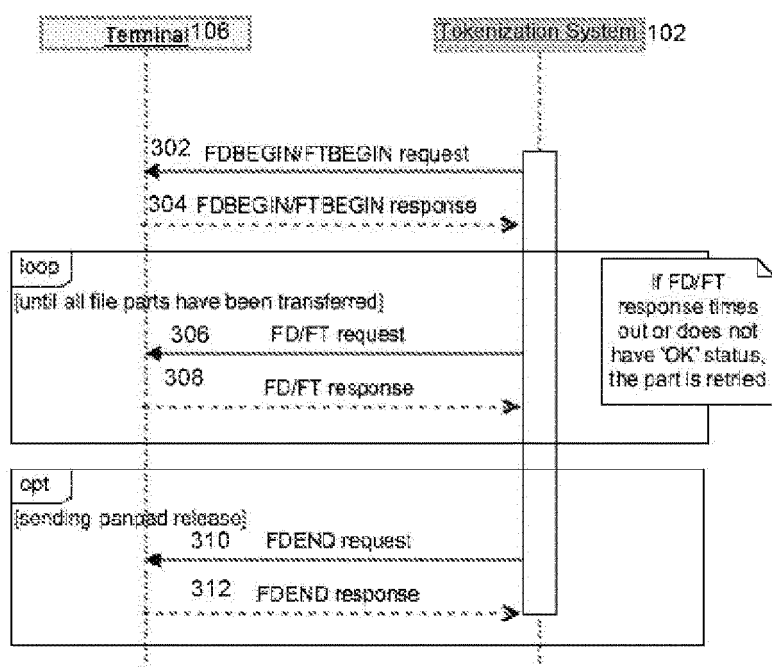 Terminal 106
Tokenization System 102
302 FDBEGIN/FTBEGIN request
304 FDBEGIN/FTBEGIN response
loop
[until all file parts have been transferred]
306 FD/FT request
308 FD/FT response
If FD/FT
response times
out or does not
have "OK" status,
the part is retried
opt
[sending panpad release]
310 FDEND request
312 FDEND response